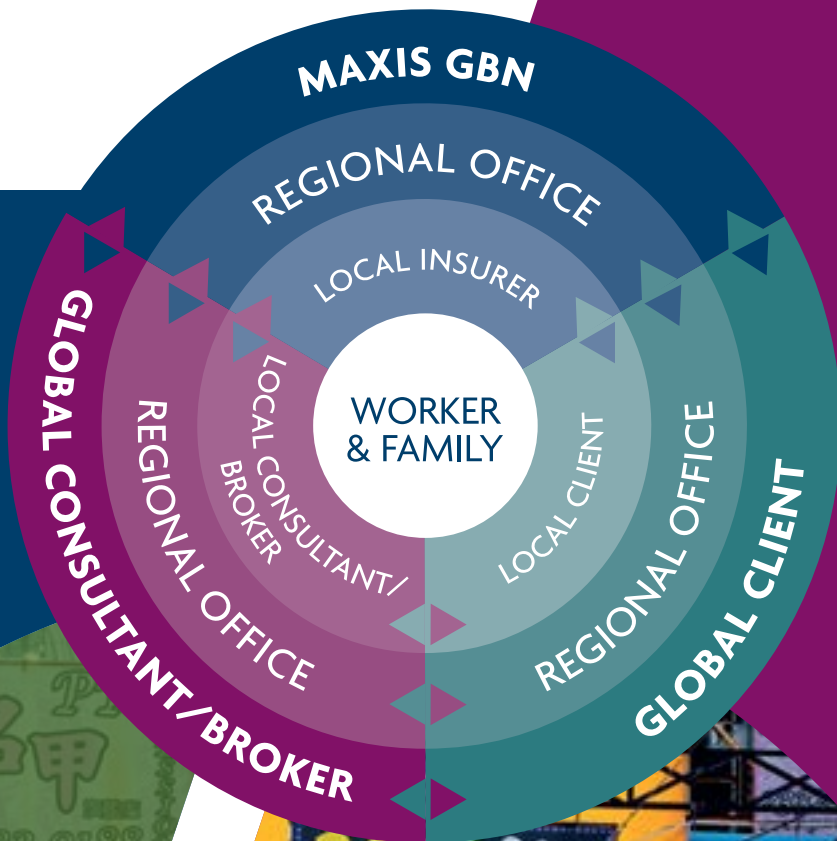 MAXIS GBN
REGIONAL OFFICE
LOCAL INSURER
WORKER
& FAMILY
GLOBAL CONSULTANT/BROKER
REGIONAL OFFICE
LOCAL CONSULTANT/
BROKER
LOCAL CLIENT
REGIONAL OFFICE
GLOBAL CLIENT